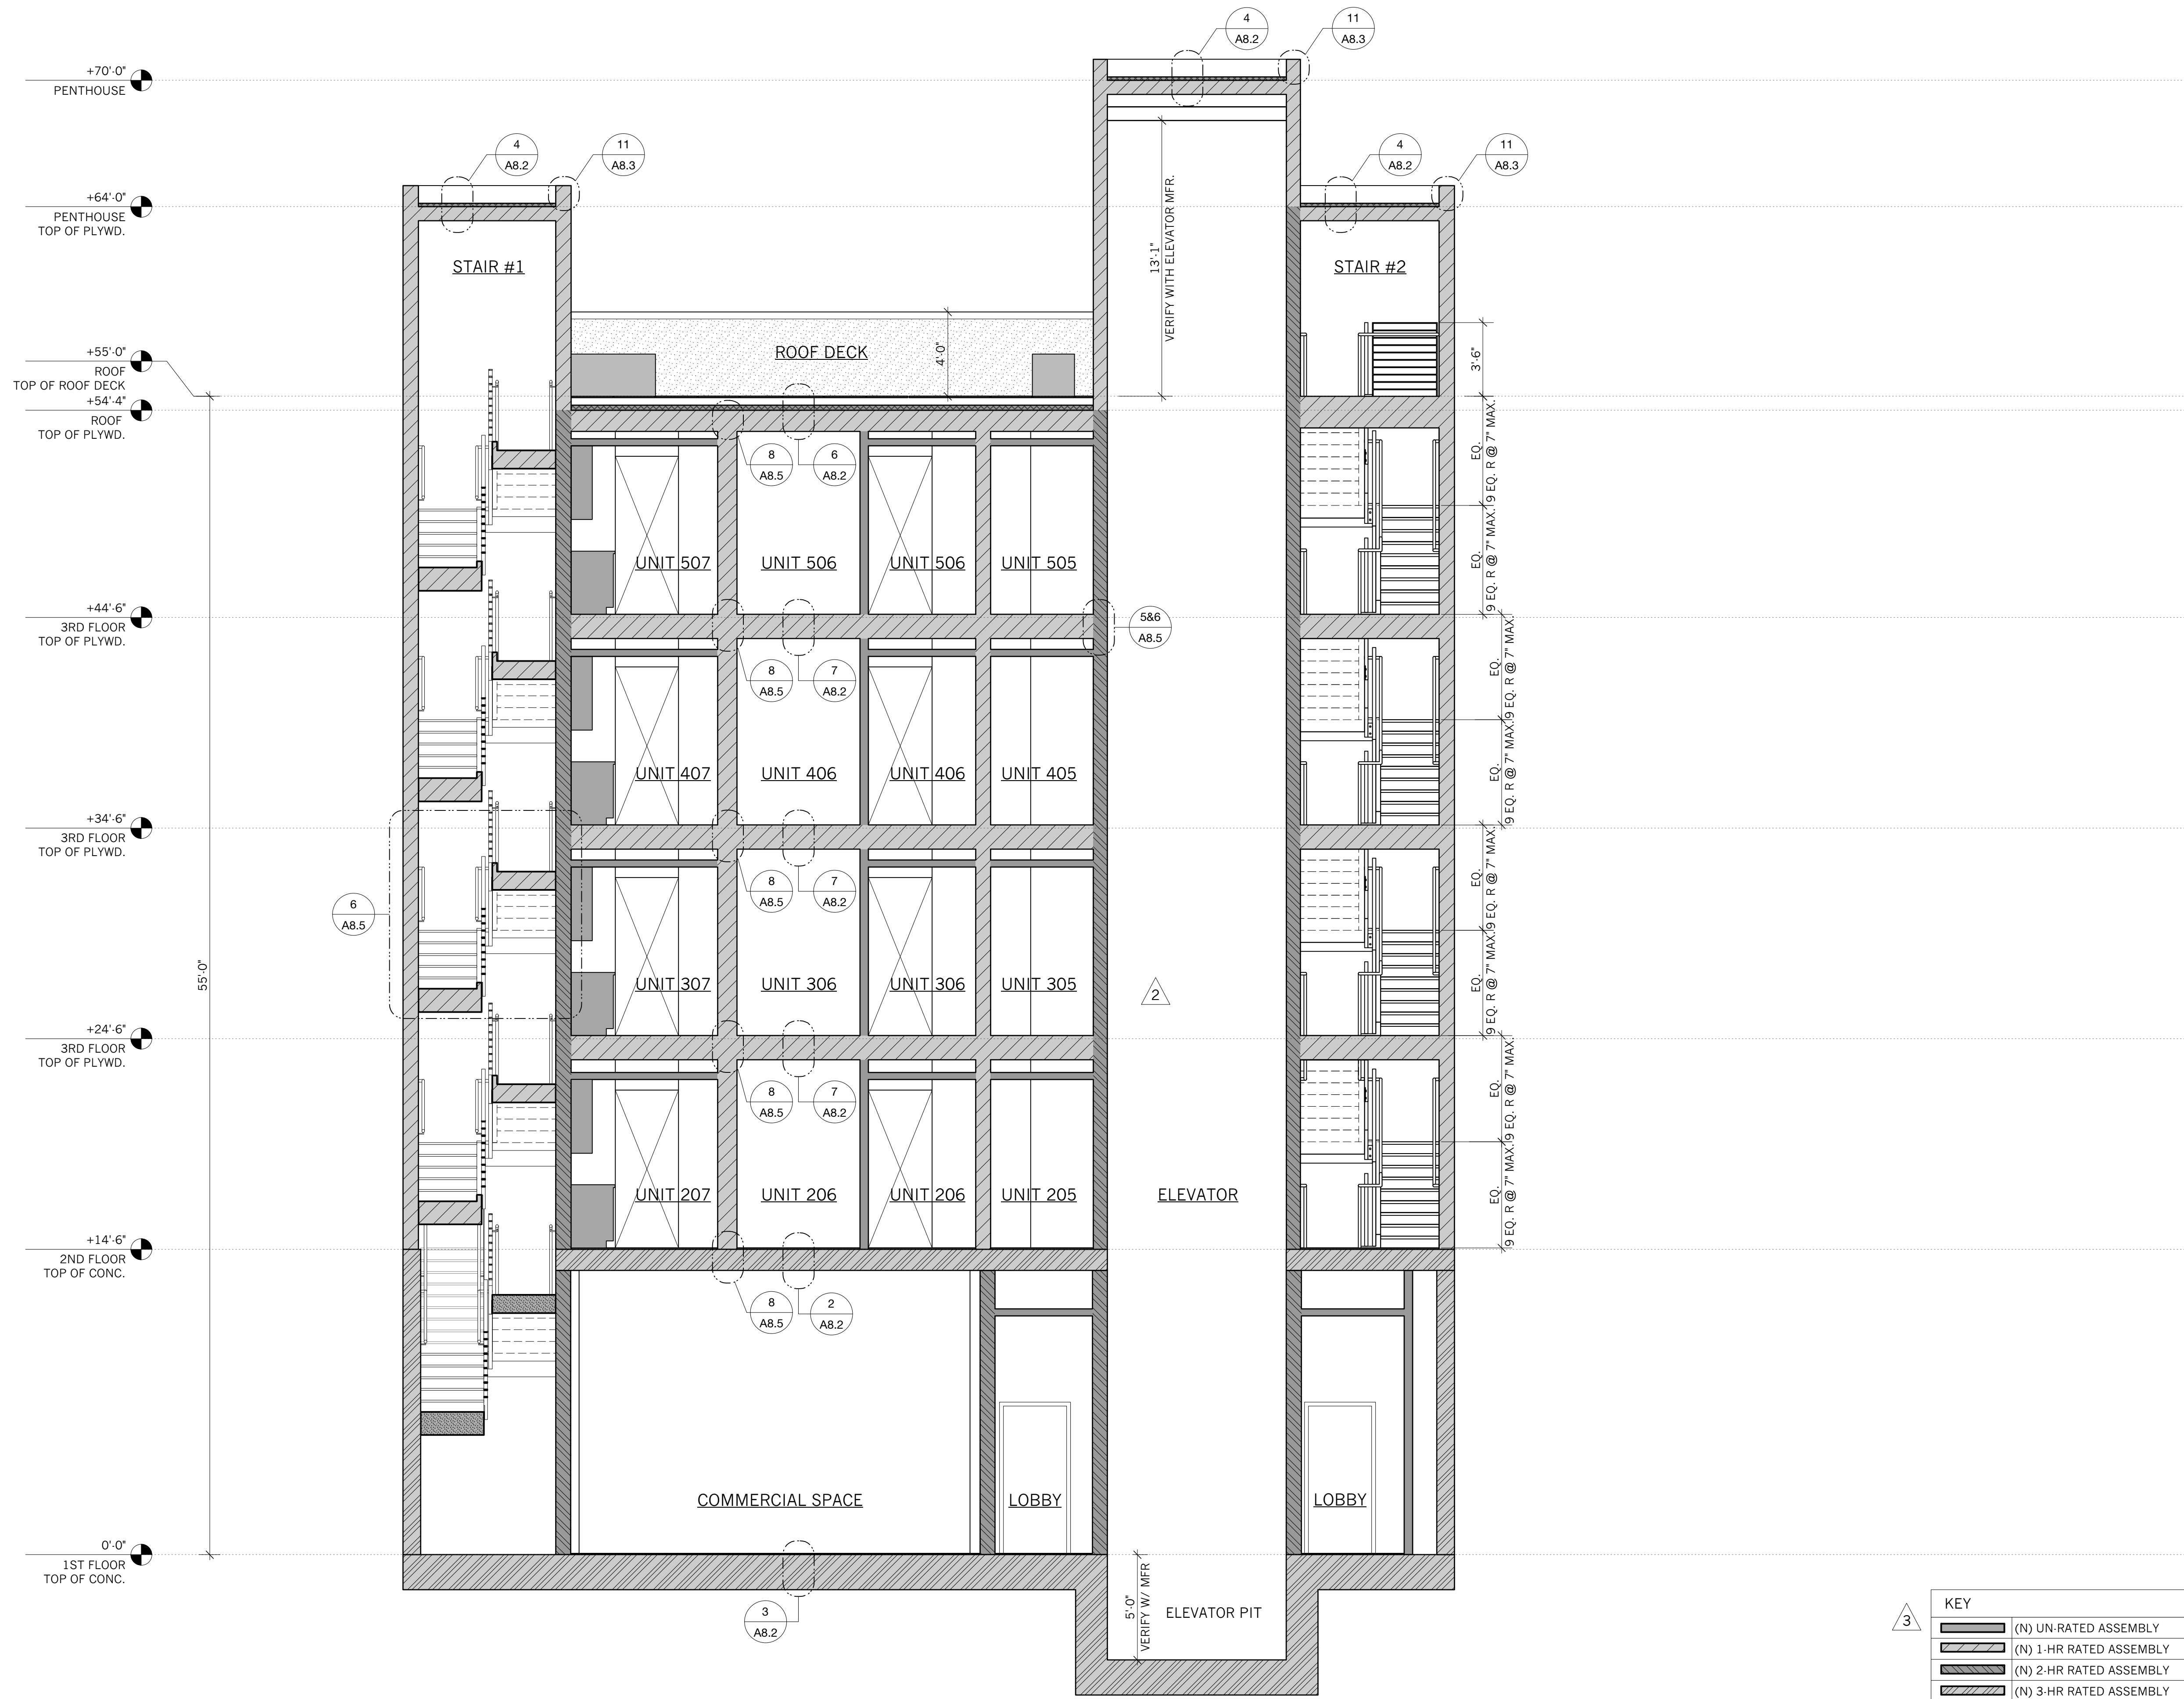 4
A8.2
11
A8.3
+70'-0"
PENTHOUSE
4
A8.2
11
A8.3
4
A8.2
11
A8.3
+64'-0"
PENTHOUSE
TOP OF PLYWD.
STAIR #1
STAIR #2
13'-1"
VERIFY WITH ELEVATOR MFR.
ROOF DECK
4'-0"
3'-6"
+55'-0"
ROOF
TOP OF ROOF DECK
+54'-4"
ROOF
TOP OF PLYWD.
8
A8.5
6
A8.2
EQ.
9 EQ. R @ 7" MAX.
EQ.
9 EQ. R @ 7" MAX.
UNIT 507
UNIT 506
UNIT 506
UNIT 505
+44'-6"
3RD FLOOR
TOP OF PLYWD.
5&6
A8.5
8
A8.5
7
A8.2
EQ.
9 EQ. R @ 7" MAX.
EQ.
9 EQ. R @ 7" MAX.
UNIT 407
UNIT 406
UNIT 406
UNIT 405
+34'-6"
3RD FLOOR
TOP OF PLYWD.
8
A8.5
7
A8.2
6
A8.5
EQ.
9 EQ. R @ 7" MAX.
EQ.
9 EQ. R @ 7" MAX.
55'-0"
UNIT 307
UNIT 306
UNIT 306
UNIT 305
2
+24'-6"
3RD FLOOR
TOP OF PLYWD.
8
A8.5
7
A8.2
EQ.
9 EQ. R @ 7" MAX.
EQ.
9 EQ. R @ 7" MAX.
UNIT 207
UNIT 206
UNIT 206
UNIT 205
ELEVATOR
+14'-6"
2ND FLOOR
TOP OF CONC.
8
A8.5
2
A8.2
COMMERCIAL SPACE
LOBBY
LOBBY
0'-0"
1ST FLOOR
TOP OF CONC.
3
A8.2
5'-0"
VERIFY W/ MFR
ELEVATOR PIT
3
KEY
(N) UN-RATED ASSEMBLY
(N) 1-HR RATED ASSEMBLY
(N) 2-HR RATED ASSEMBLY
(N) 3-HR RATED ASSEMBLY